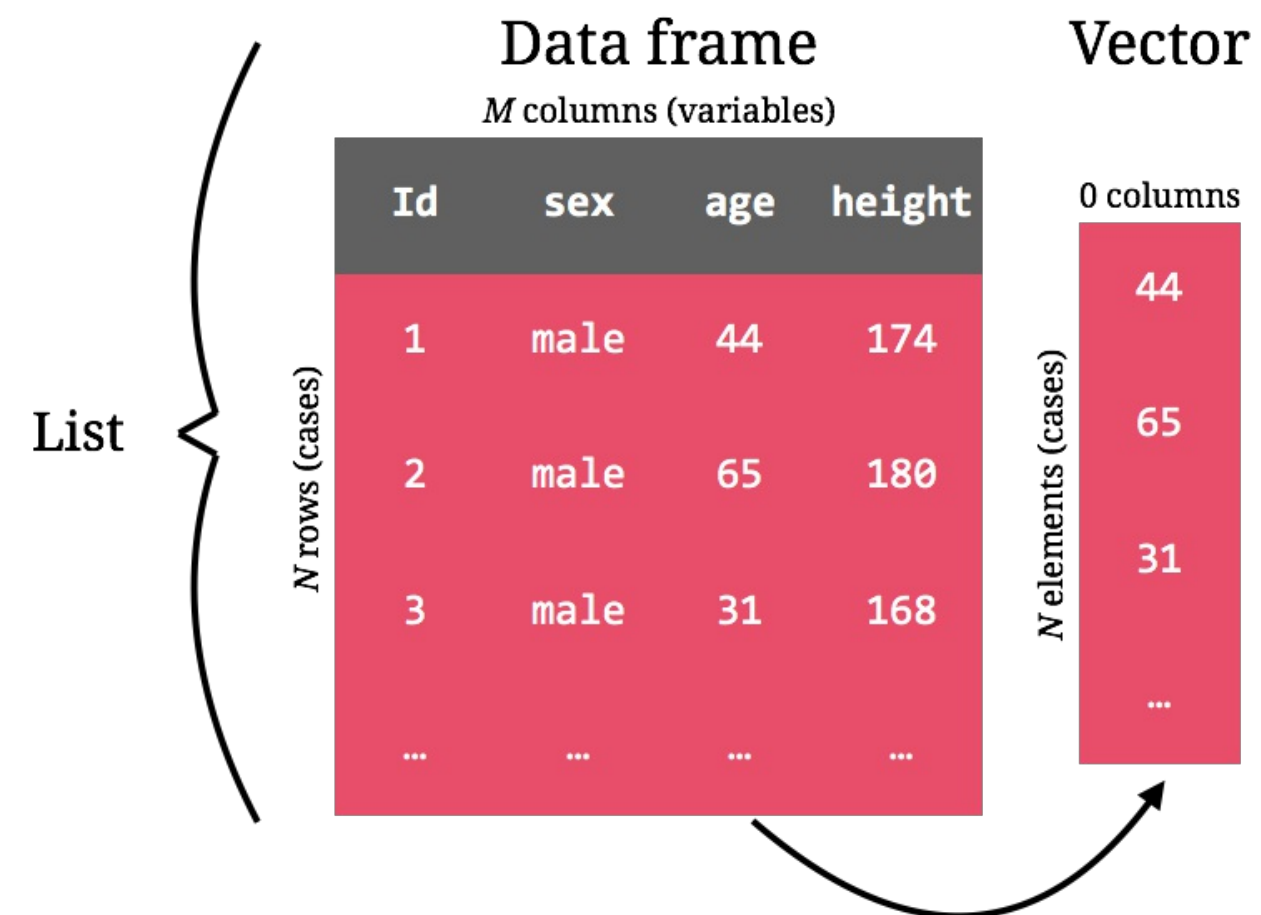 Data frame
Vector
M columns (variables)
0 columns
List
N rows (cases)
Id sex age height
1 male 44 174
2 male 65 180
3 male 31 168
… … … …
N elements (cases)
44
65
31
…